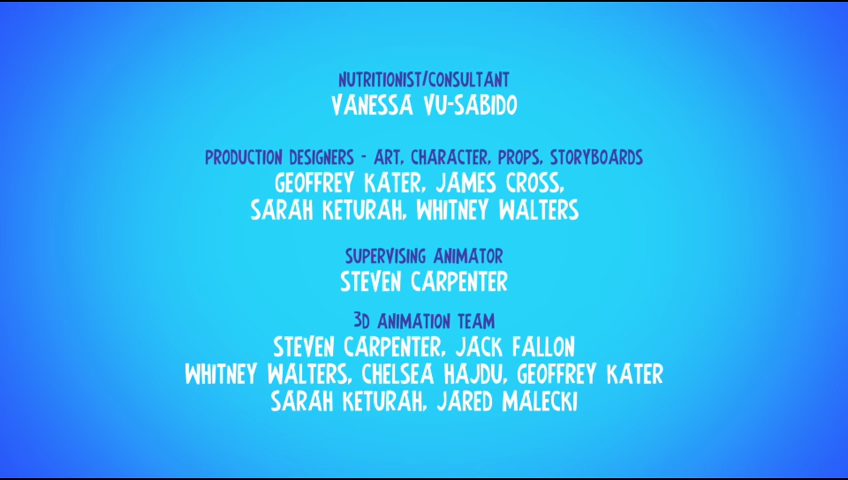 NUTRITIONIST/CONSULTANT
VANESSA VU-SABIDO
PRODUCTION DESIGNERS - ART, CHARACTER, PROPS, STORYBOARDS
GEOFFREY KATER, JAMES CROSS,
SARAH KETURAH, WHITNEY WALTERS
SUPERVISING ANIMATOR
STEVEN CARPENTER
3D ANIMATION TEAM
STEVEN CARPENTER, JACK FALLON
WHITNEY WALTERS, CHELSEA HAJDU, GEOFFREY KATER
SARAH KETURAH, JARED MALECKI